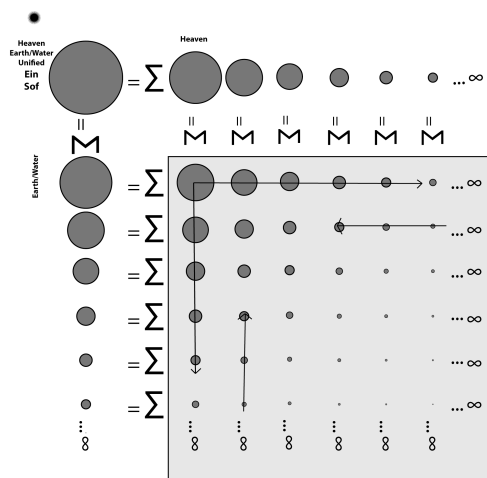 Heaven
Earth/Water
Unified
Ein
Sof
Heaven
= Σ ... ∞
= = = = = = =
Σ Σ Σ Σ Σ Σ Σ
Earth/Water
= Σ ... ∞
= Σ ... ∞
= Σ ... ∞
= Σ ... ∞
= Σ ... ∞
= Σ ... ∞
... ... ... ... ... ... ...
∞ ∞ ∞ ∞ ∞ ∞ ∞